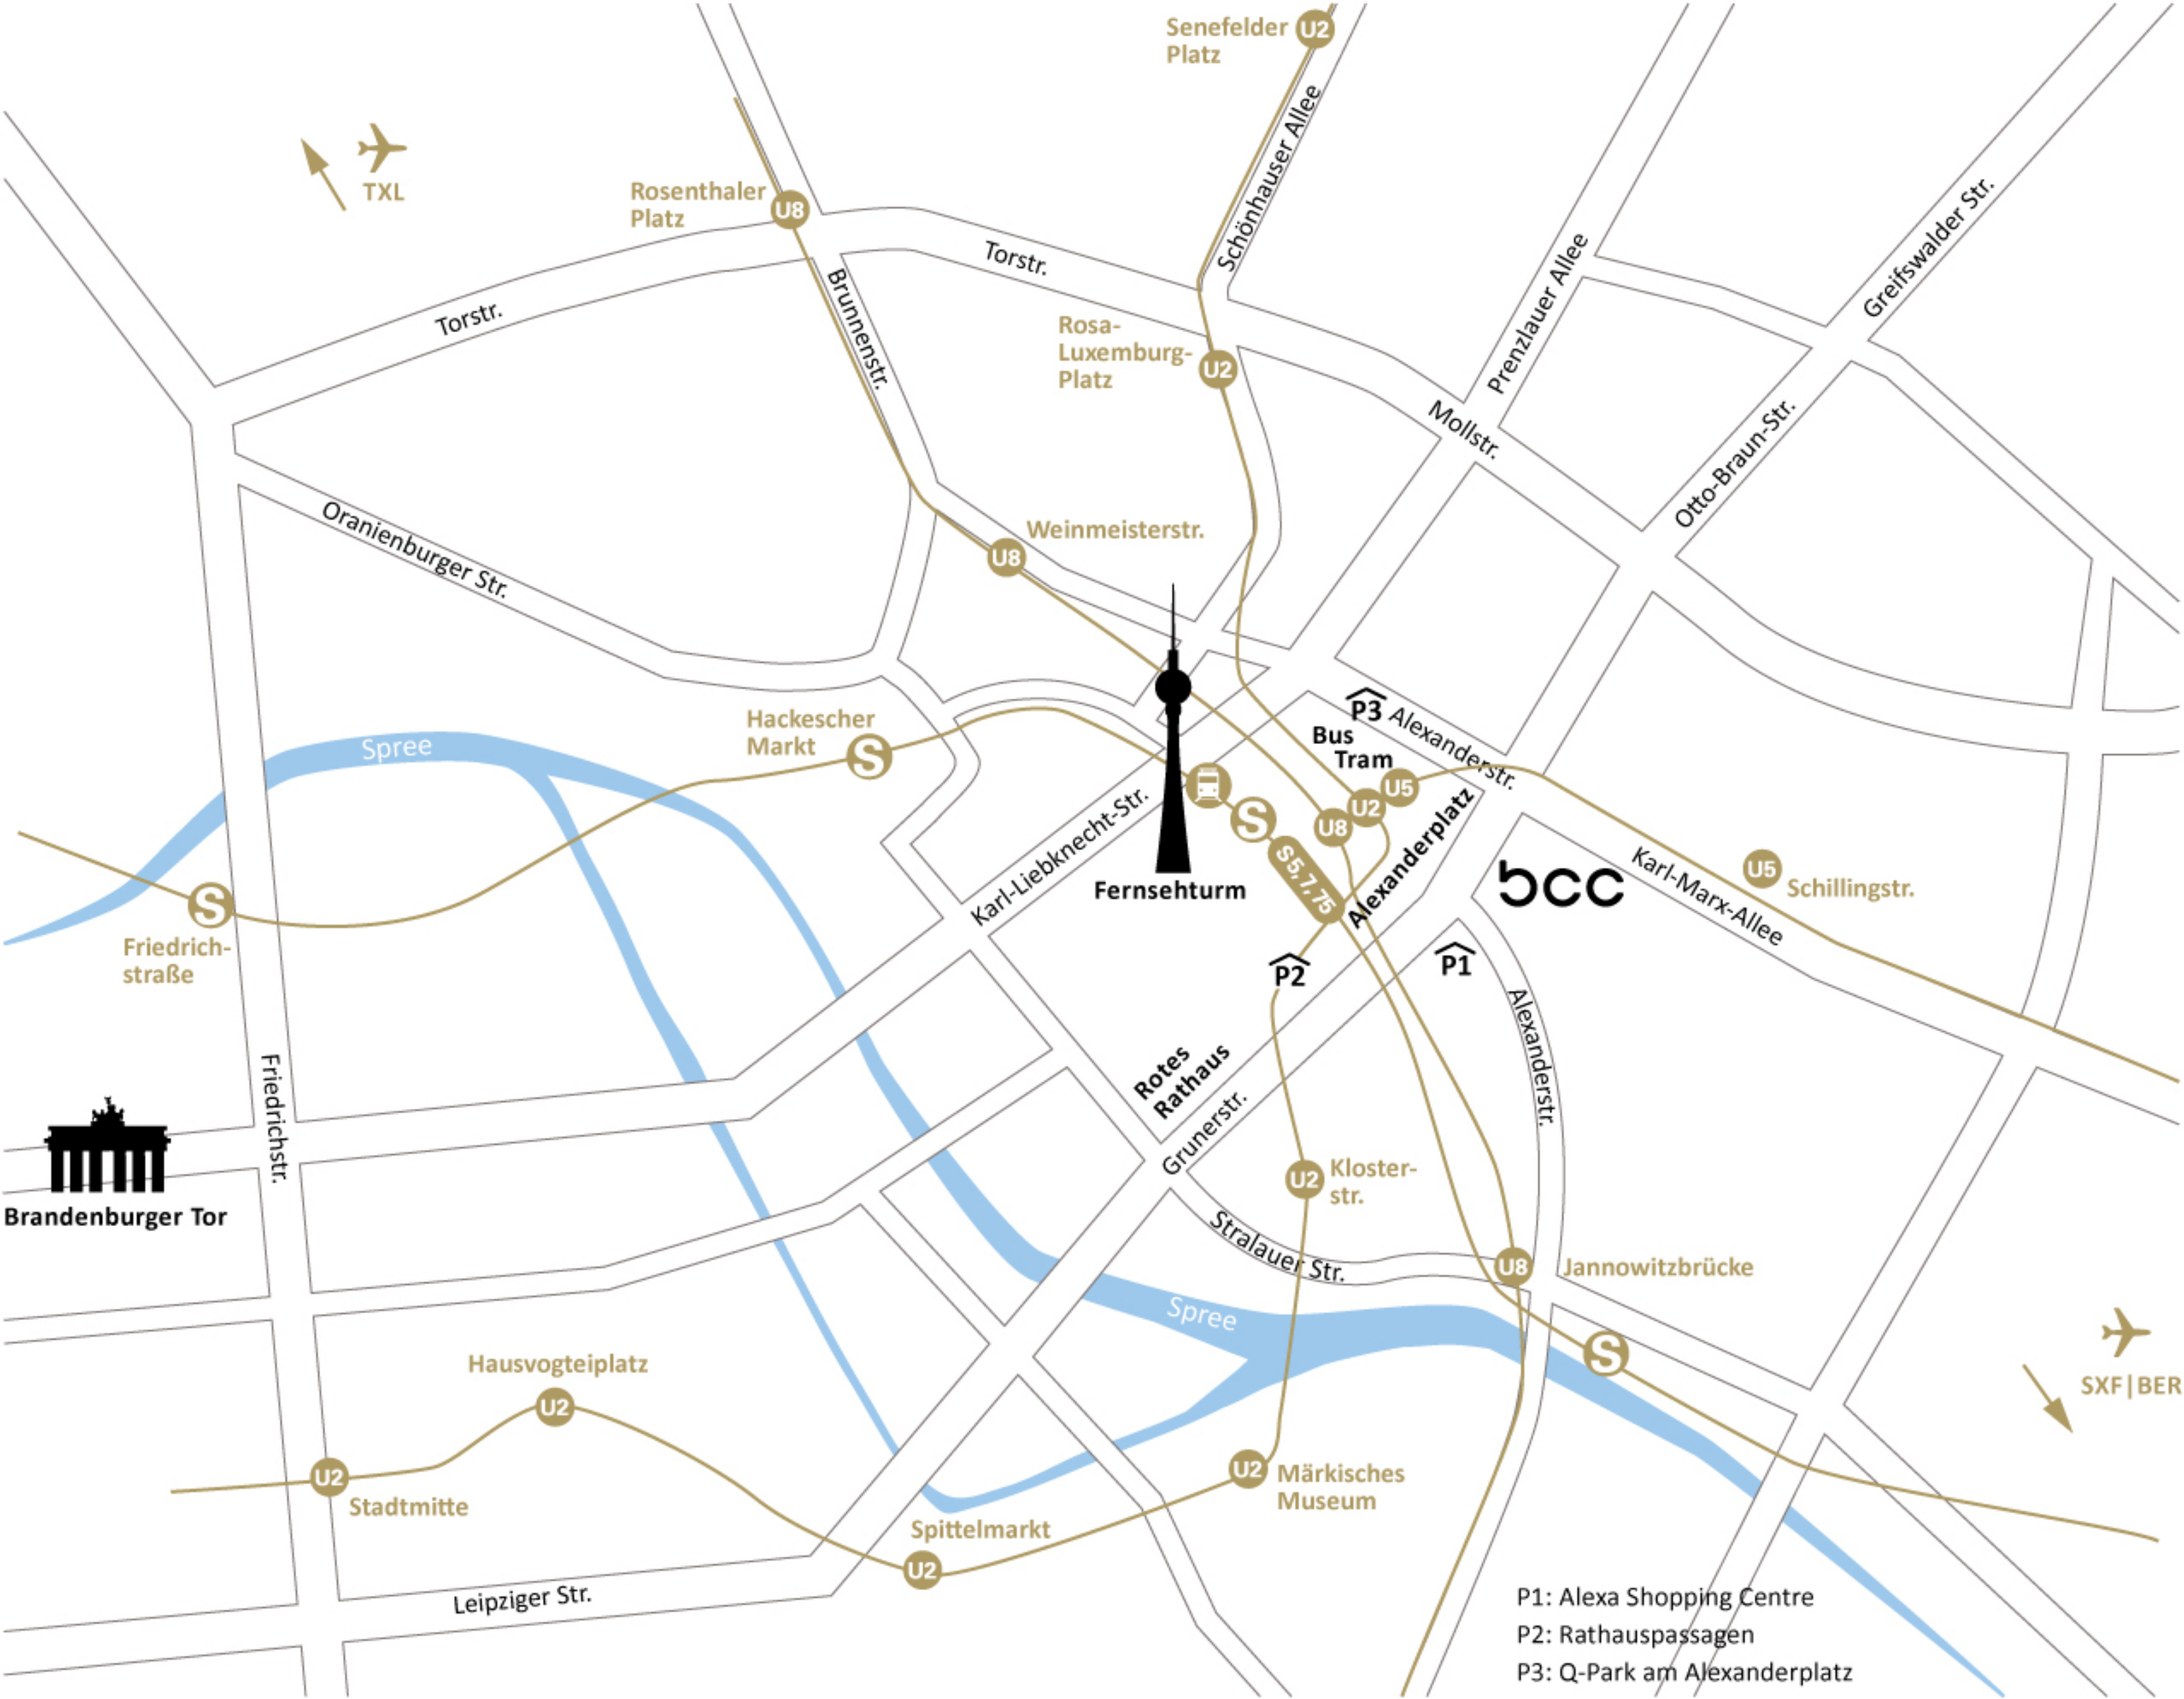 Senefelder
Platz
U2
Schönhauser Allee
TXL
Rosenthaler
Platz
U8
Torstr.
Torstr.
Brunnenstr.
Rosa-
Luxemburg-
Platz
U2
Prenzlauer Allee
Greifswalder Str.
Mollstr.
Otto-Braun-Str.
Oranienburger Str.
Weinmeisterstr.
U8
Hackescher
Markt
S
Spree
P3
Alexanderstr.
Bus
Tram
U5
U2
U8
S
S5,7,75
Alexanderplatz
Karl-Liebknecht-Str.
Fernsehturm
bcc
Karl-Marx-Allee
U5
Schillingstr.
S
Friedrich-
straße
P2
P1
Alexanderstr.
Rotes
Rathaus
Grunerstr.
Friedrichstr.
Brandenburger Tor
U2
Kloster-
str.
Stralauer Str.
U8
Jannowitzbrücke
Spree
S
SXF|BER
Hausvogteiplatz
U2
U2
Stadtmitte
U2
Märkisches
Museum
Spittelmarkt
U2
Leipziger Str.
P1: Alexa Shopping Centre
P2: Rathauspassagen
P3: Q-Park am Alexanderplatz